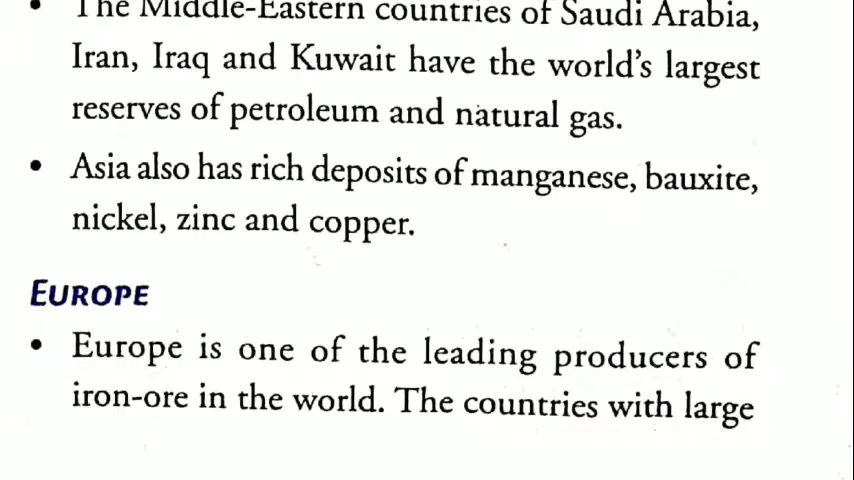 • The Middle-Eastern countries of Saudi Arabia,
Iran, Iraq and Kuwait have the world's largest
reserves of petroleum and natural gas.
• Asia also has rich deposits of manganese, bauxite,
nickel, zinc and copper.
EUROPE
• Europe is one of the leading producers of
iron-ore in the world. The countries with large